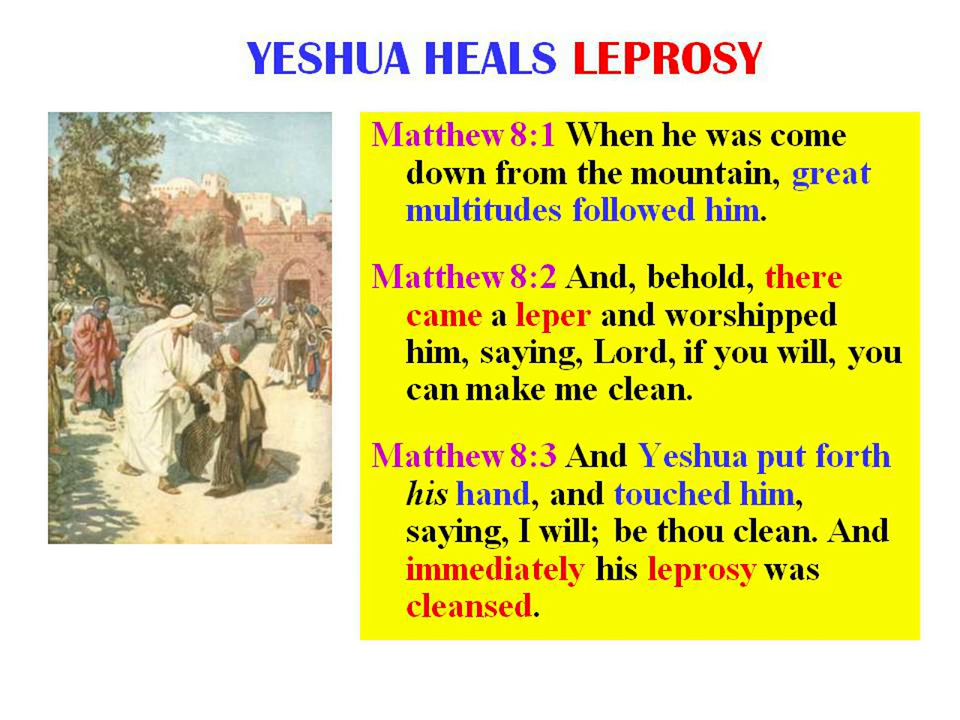 YESHUA HEALS LEPROSY
Matthew 8:1 When he was come
down from the mountain, great
multitudes followed him.
Matthew 8:2 And, behold, there
came a leper and worshipped
him, saying, Lord, if you will, you
can make me clean.
Matthew 8:3 And Yeshua put forth
his hand, and touched him,
saying, I will; be thou clean. And
immediately his leprosy was
cleansed.